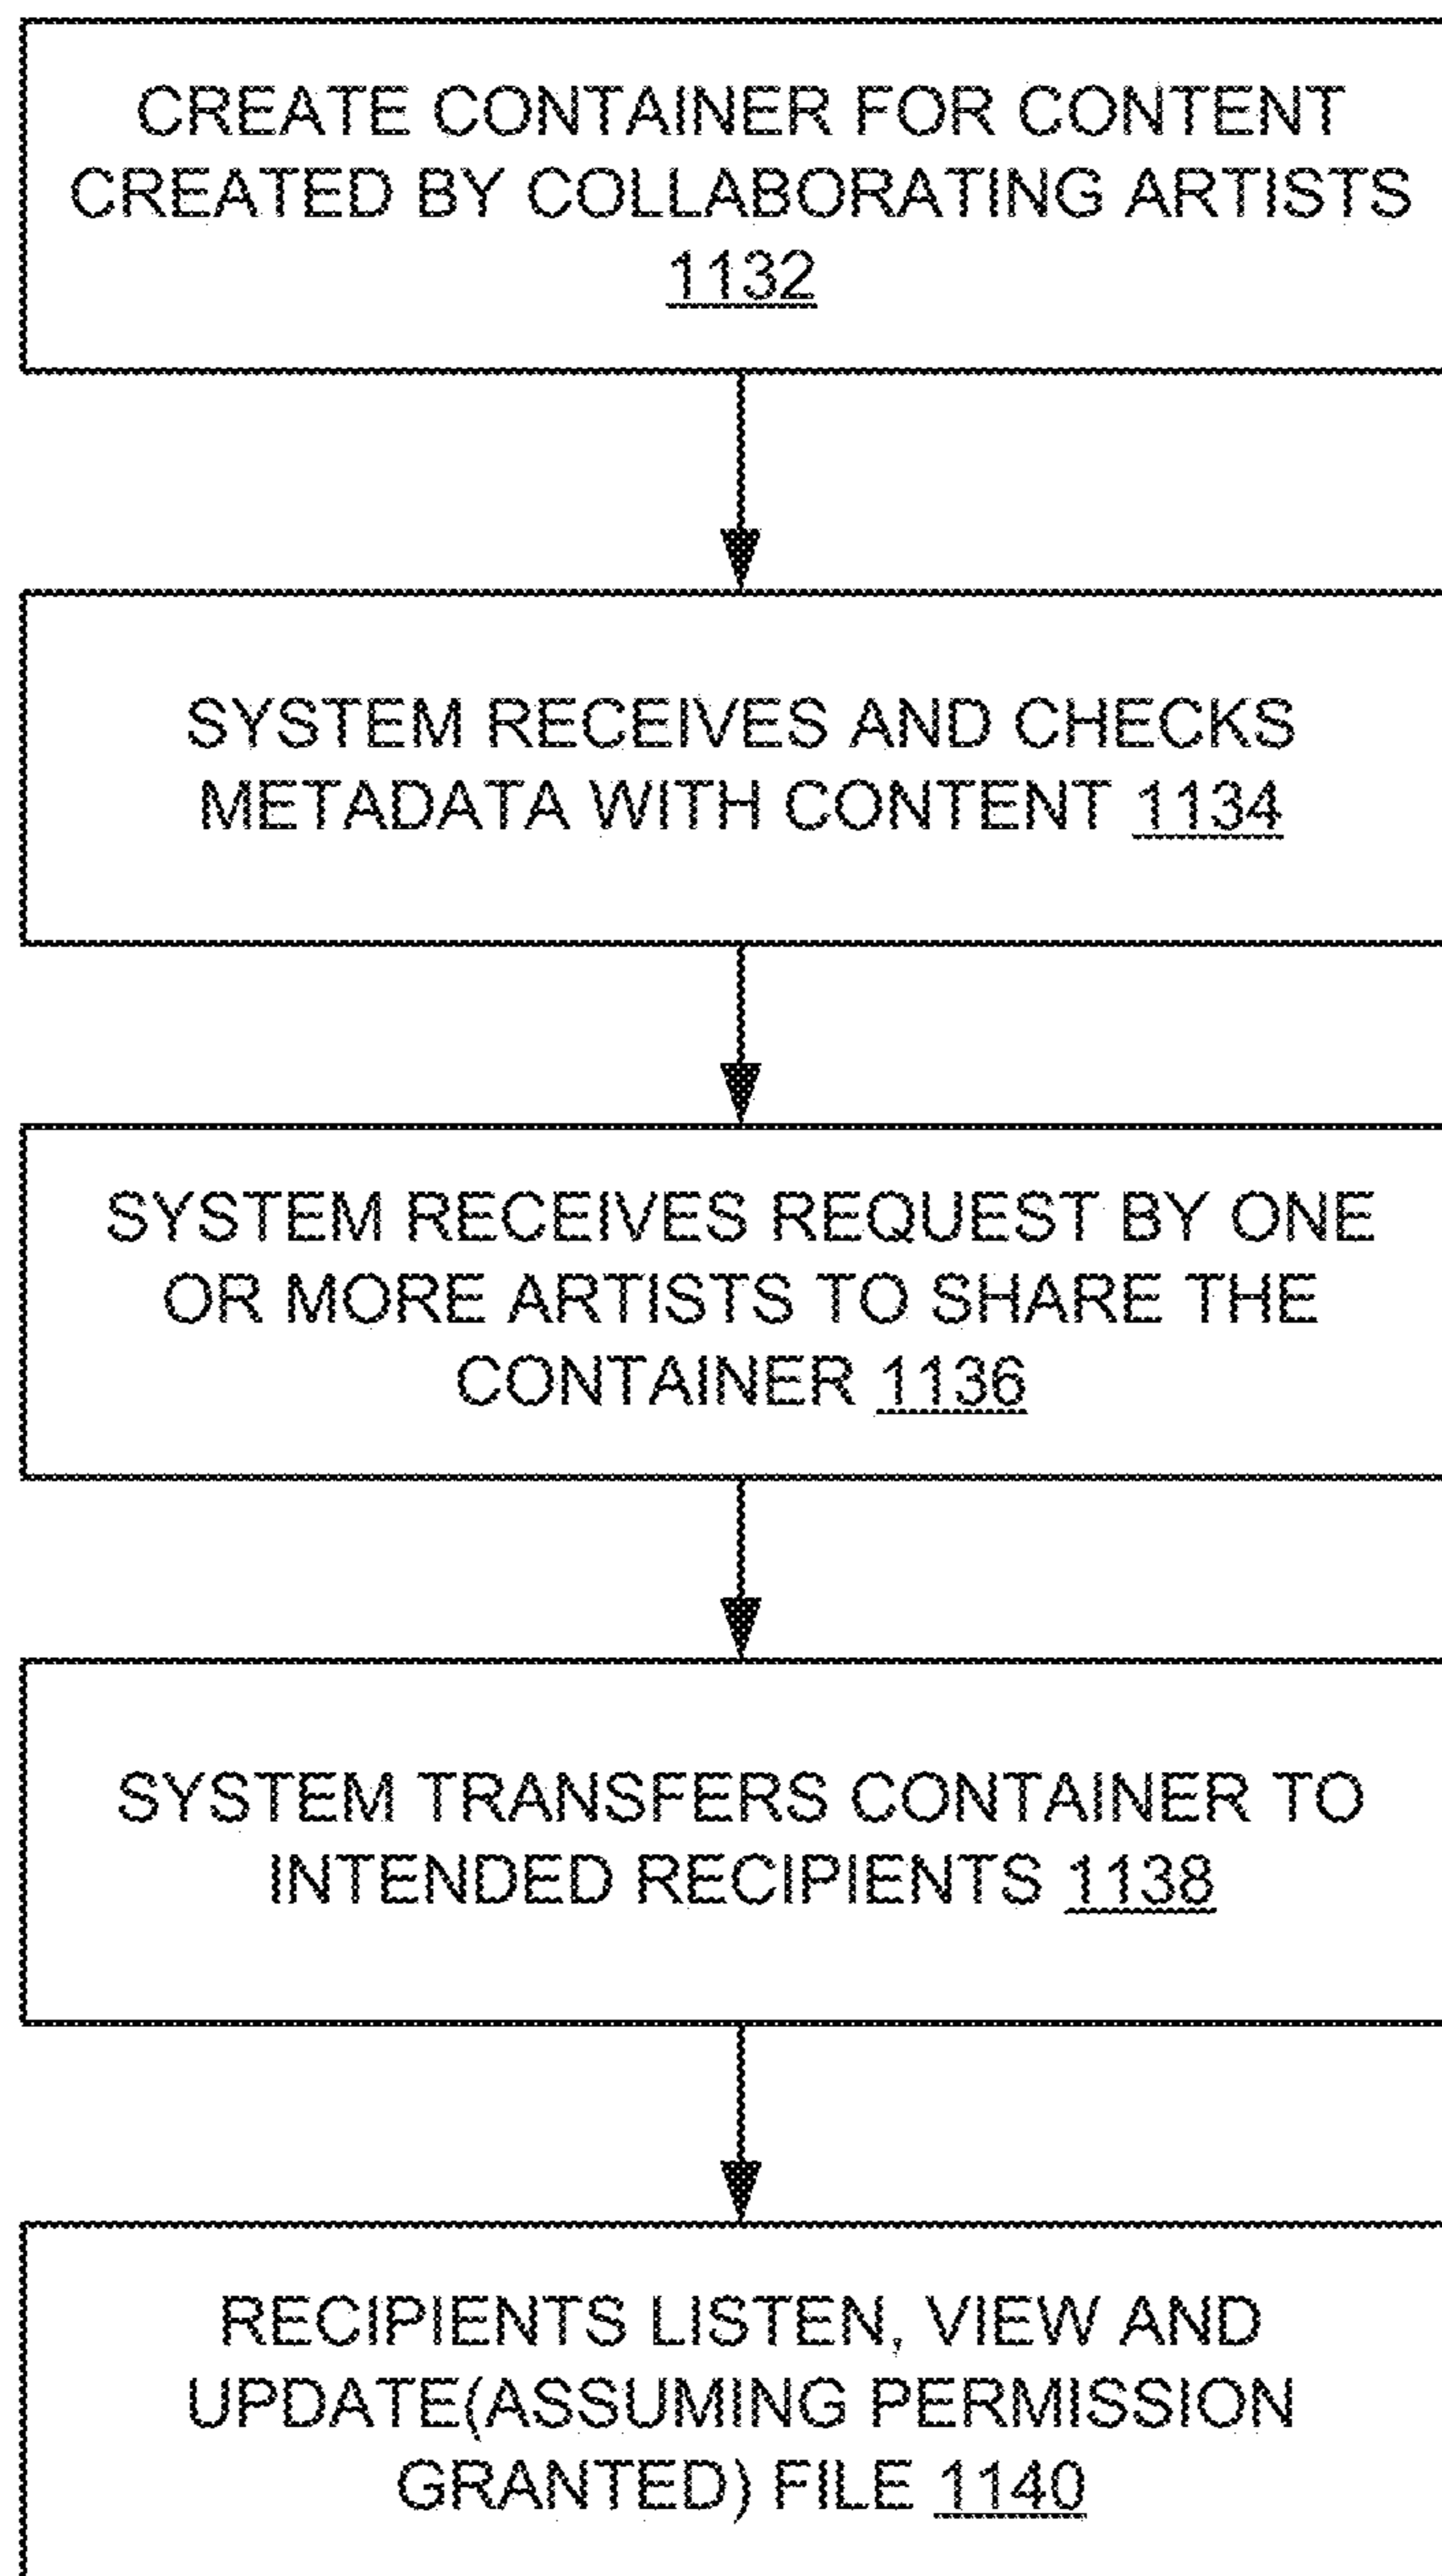 CREATE CONTAINER FOR CONTENT
CREATED BY COLLABORATING ARTISTS
1132
SYSTEM RECEIVES AND CHECKS
METADATA WITH CONTENT 1134
SYSTEM RECEIVES REQUEST BY ONE
OR MORE ARTISTS TO SHARE THE
CONTAINER 1136
SYSTEM TRANSFERS CONTAINER TO
INTENDED RECIPIENTS 1138
RECIPIENTS LISTEN, VIEW AND
UPDATE(ASSUMING PERMISSION
GRANTED) FILE 1140